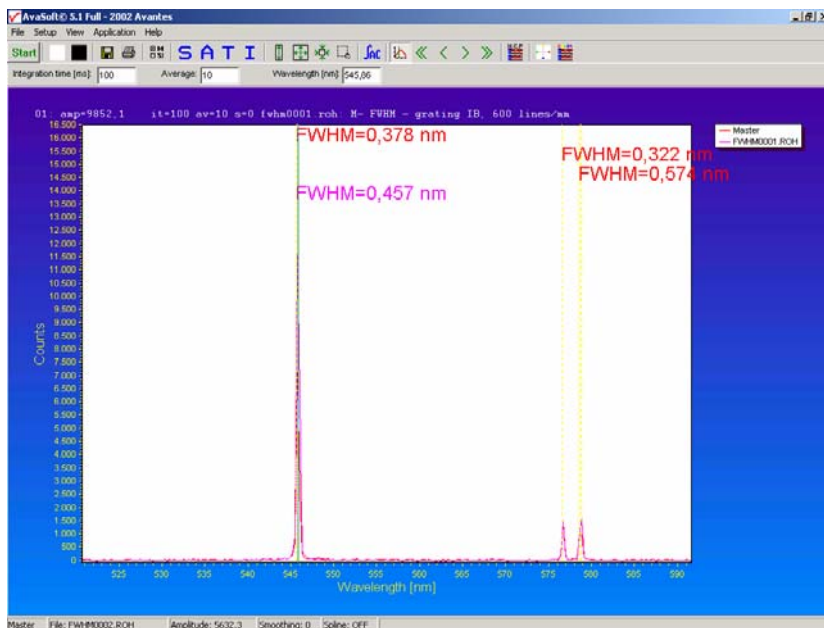 AvaSoft© 5.1 Full - 2002 Avantes
File Setup View Application Help
Start S A T I
Integration time [ms]: 100 Average: 10 Wavelength [nm]: 545,86
01: amp=9852,1 it=100 av=10 s=0 fwhm0001.roh: M- FWHM - grating IB, 600 lines/mm
Master
FWHM0001.ROH
FWHM=0,378 nm
FWHM=0,322 nm
FWHM=0,574 nm
FWHM=0,457 nm
Counts
16.500
16.000
15.500
15.000
14.500
14.000
13.500
13.000
12.500
12.000
11.500
11.000
10.500
10.000
9.500
9.000
8.500
8.000
7.500
7.000
6.500
6.000
5.500
5.000
4.500
4.000
3.500
3.000
2.500
2.000
1.500
1.000
500
0
525 530 535 540 545 550 555 560 565 570 575 580 585 590
Wavelength [nm]
Master File: FWHM0002.ROH Amplitude: 5632,3 Smoothing: 0 Spline: OFF